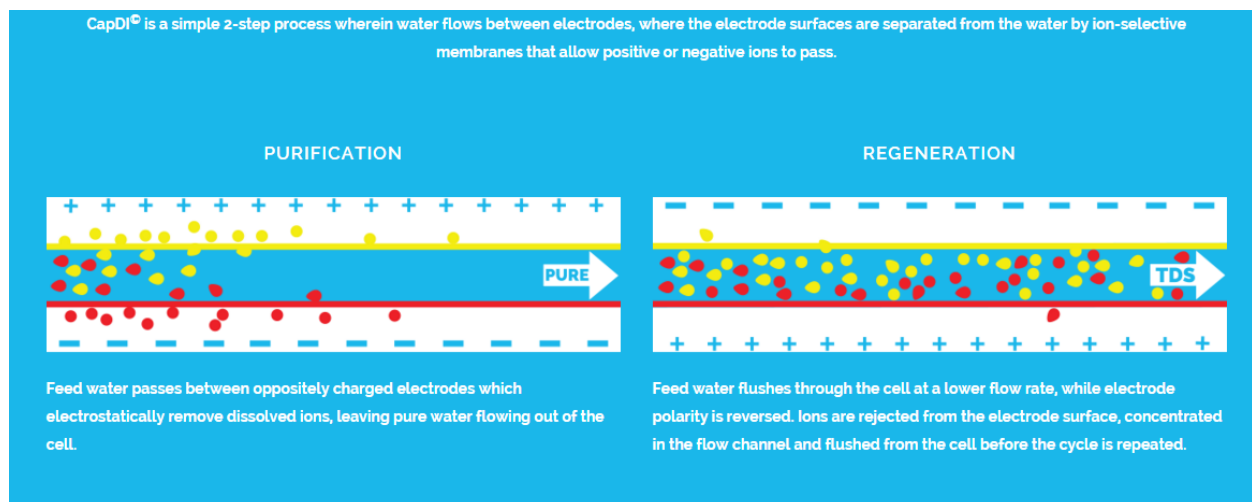 CapDI© is a simple 2-step process wherein water flows between electrodes, where the electrode surfaces are separated from the water by ion-selective
membranes that allow positive or negative ions to pass.
PURIFICATION
PURE
Feed water passes between oppositely charged electrodes which
electrostatically remove dissolved ions, leaving pure water flowing out of the
cell.
REGENERATION
TDS
Feed water flushes through the cell at a lower flow rate, while electrode
polarity is reversed. Ions are rejected from the electrode surface, concentrated
in the flow channel and flushed from the cell before the cycle is repeated.